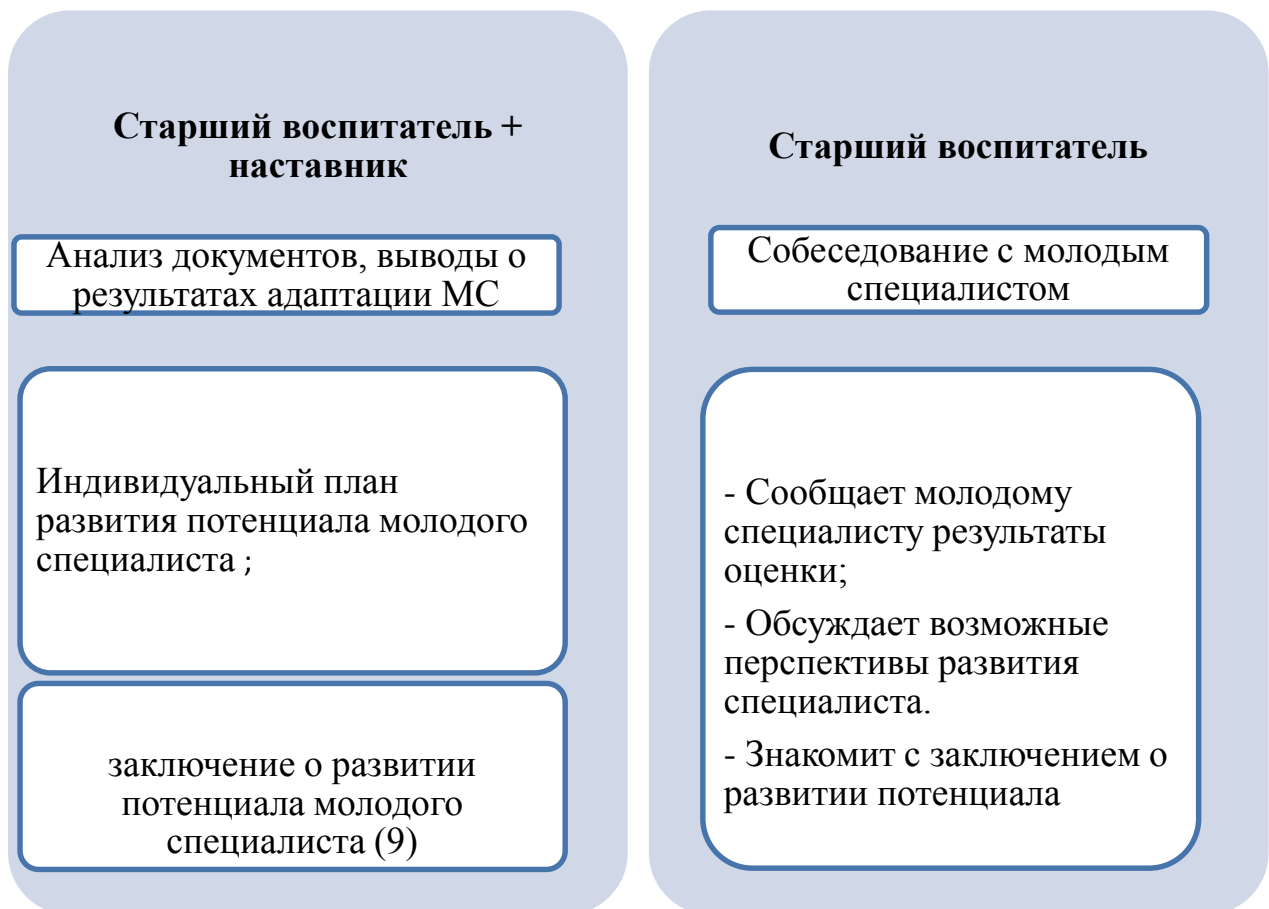 Старший воспитатель +
наставник
Анализ документов, выводы о
результатах адаптации МС
Индивидуальный план
развития потенциала молодого
специалиста ;
заключение о развитии
потенциала молодого
специалиста (9)
Старший воспитатель
Собеседование с молодым
специалистом
- Сообщает молодому
специалисту результаты
оценки;
- Обсуждает возможные
перспективы развития
специалиста.
- Знакомит с заключением о
развитии потенциала